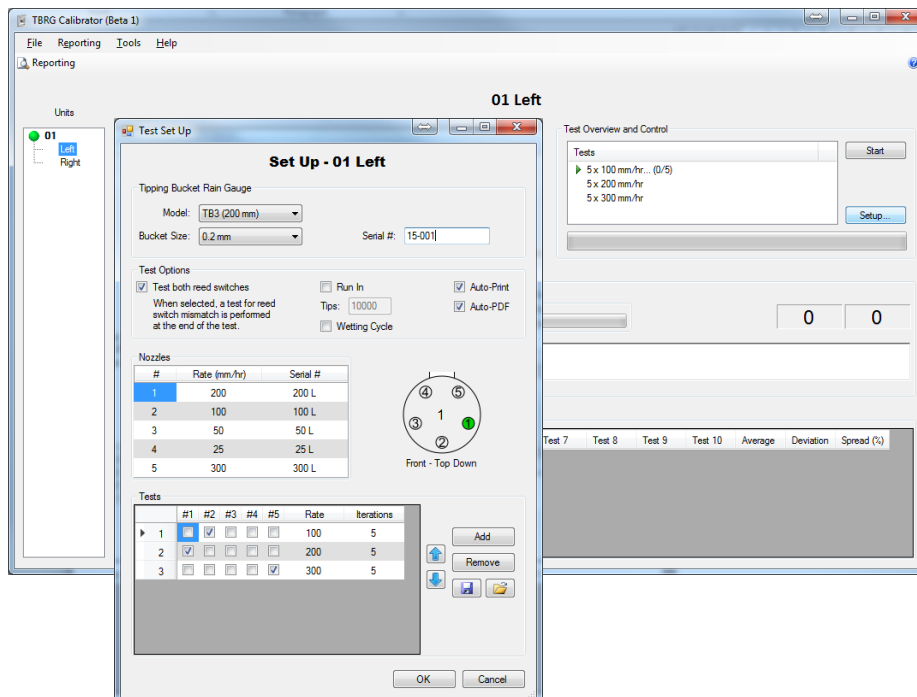 TBRG Calibrator (Beta 1)
File Reporting Tools Help
Reporting
01 Left
Units
01
Left
Right
Test Overview and Control
Tests
5 x 100 mm/hr... (0/5)
5 x 200 mm/hr
5 x 300 mm/hr
Start
Setup...
0 0
Test 7 Test 8 Test 9 Test 10 Average Deviation Spread (%)
Test Set Up
Set Up - 01 Left
Tipping Bucket Rain Gauge
Model: TB3 (200 mm)
Bucket Size: 0.2 mm Serial #: 15-001
Test Options
Test both reed switches
When selected, a test for reed
switch mismatch is performed
at the end of the test.
Run In
Tips: 10000
Wetting Cycle
Auto-Print
Auto-PDF
Nozzles
# Rate (mm/hr) Serial #
1 200 200 L
2 100 100 L
3 50 50 L
4 25 25 L
5 300 300 L
4 5
3 1 1
2
Front - Top Down
Tests
#1 #2 #3 #4 #5 Rate Iterations
1 100 5
2 200 5
3 300 5
Add
Remove
OK Cancel